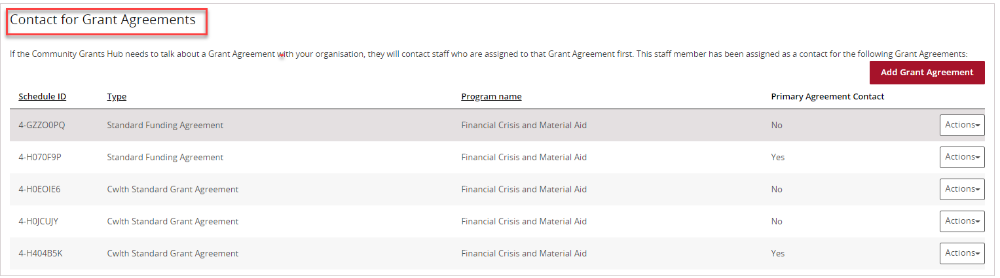 Contact for Grant Agreements
If the Community Grants Hub needs to talk about a Grant Agreement with your organisation, they will contact staff who are assigned to that Grant Agreement first. This staff member has been assigned as a contact for the following Grant Agreements:
Add Grant Agreement
Schedule ID Type Program name Primary Agreement Contact
4-GZZO0PQ Standard Funding Agreement Financial Crisis and Material Aid No Actions
4-H070F9P Standard Funding Agreement Financial Crisis and Material Aid Yes Actions
4-H0EOIE6 Cwlth Standard Grant Agreement Financial Crisis and Material Aid No Actions
4-H0JCUJY Cwlth Standard Grant Agreement Financial Crisis and Material Aid No Actions
4-H404B5K Cwlth Standard Grant Agreement Financial Crisis and Material Aid Yes Actions